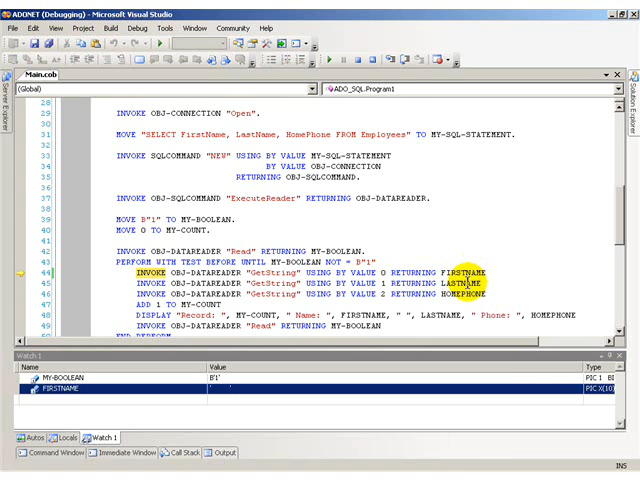 ADONET (Debugging) - Microsoft Visual Studio
File Edit View Project Build Debug Tools Window Community Help
Main.cob
(Global) ADO_SQL.Program1
Server Explorer
Solution Explorer
28
29 INVOKE OBJ-CONNECTION "Open".
30
31 MOVE "SELECT FirstName, LastName, HomePhone FROM Employees" TO MY-SQL-STATEMENT.
32
33 INVOKE SQLCOMMAND "NEW" USING BY VALUE MY-SQL-STATEMENT
34 BY VALUE OBJ-CONNECTION
35 RETURNING OBJ-SQLCOMMAND.
36
37 INVOKE OBJ-SQLCOMMAND "ExecuteReader" RETURNING OBJ-DATAREADER.
38
39 MOVE B"1" TO MY-BOOLEAN.
40 MOVE 0 TO MY-COUNT.
41
42 INVOKE OBJ-DATAREADER "Read" RETURNING MY-BOOLEAN.
43 PERFORM WITH TEST BEFORE UNTIL MY-BOOLEAN NOT = B"1"
44 INVOKE OBJ-DATAREADER "GetString" USING BY VALUE 0 RETURNING FIRSTNAME
45 INVOKE OBJ-DATAREADER "GetString" USING BY VALUE 1 RETURNING LASTNAME
46 INVOKE OBJ-DATAREADER "GetString" USING BY VALUE 2 RETURNING HOMEPHONE
47 ADD 1 TO MY-COUNT
48 DISPLAY "Record: ", MY-COUNT, " Name: ", FIRSTNAME, " ", LASTNAME, " Phone: ", HOMEPHONE
49 INVOKE OBJ-DATAREADER "Read" RETURNING MY-BOOLEAN
END-PERFORM
Watch 1
Name Value Type
MY-BOOLEAN B'1' PIC 1 BI
FIRSTNAME ' ' PIC X(10)
Autos Locals Watch 1
Command Window Immediate Window Call Stack Output
INS